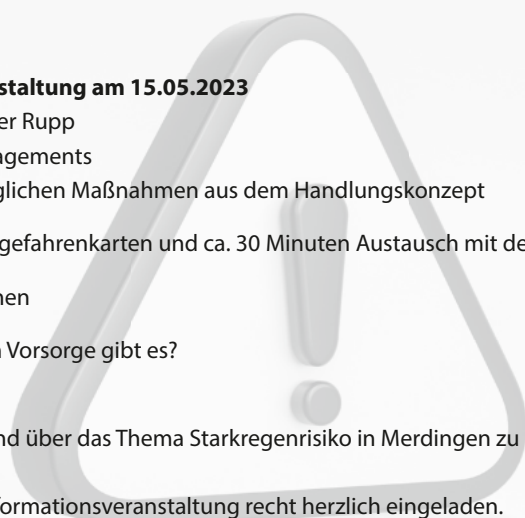 staltung am 15.05.2023
er Rupp
agements
glichen Maßnahmen aus dem Handlungskonzept
gefahrenkarten und ca. 30 Minuten Austausch mit de
nen
Vorsorge gibt es?
nd über das Thema Starkregenrisiko in Merdingen zu
formationsveranstaltung recht herzlich eingeladen.